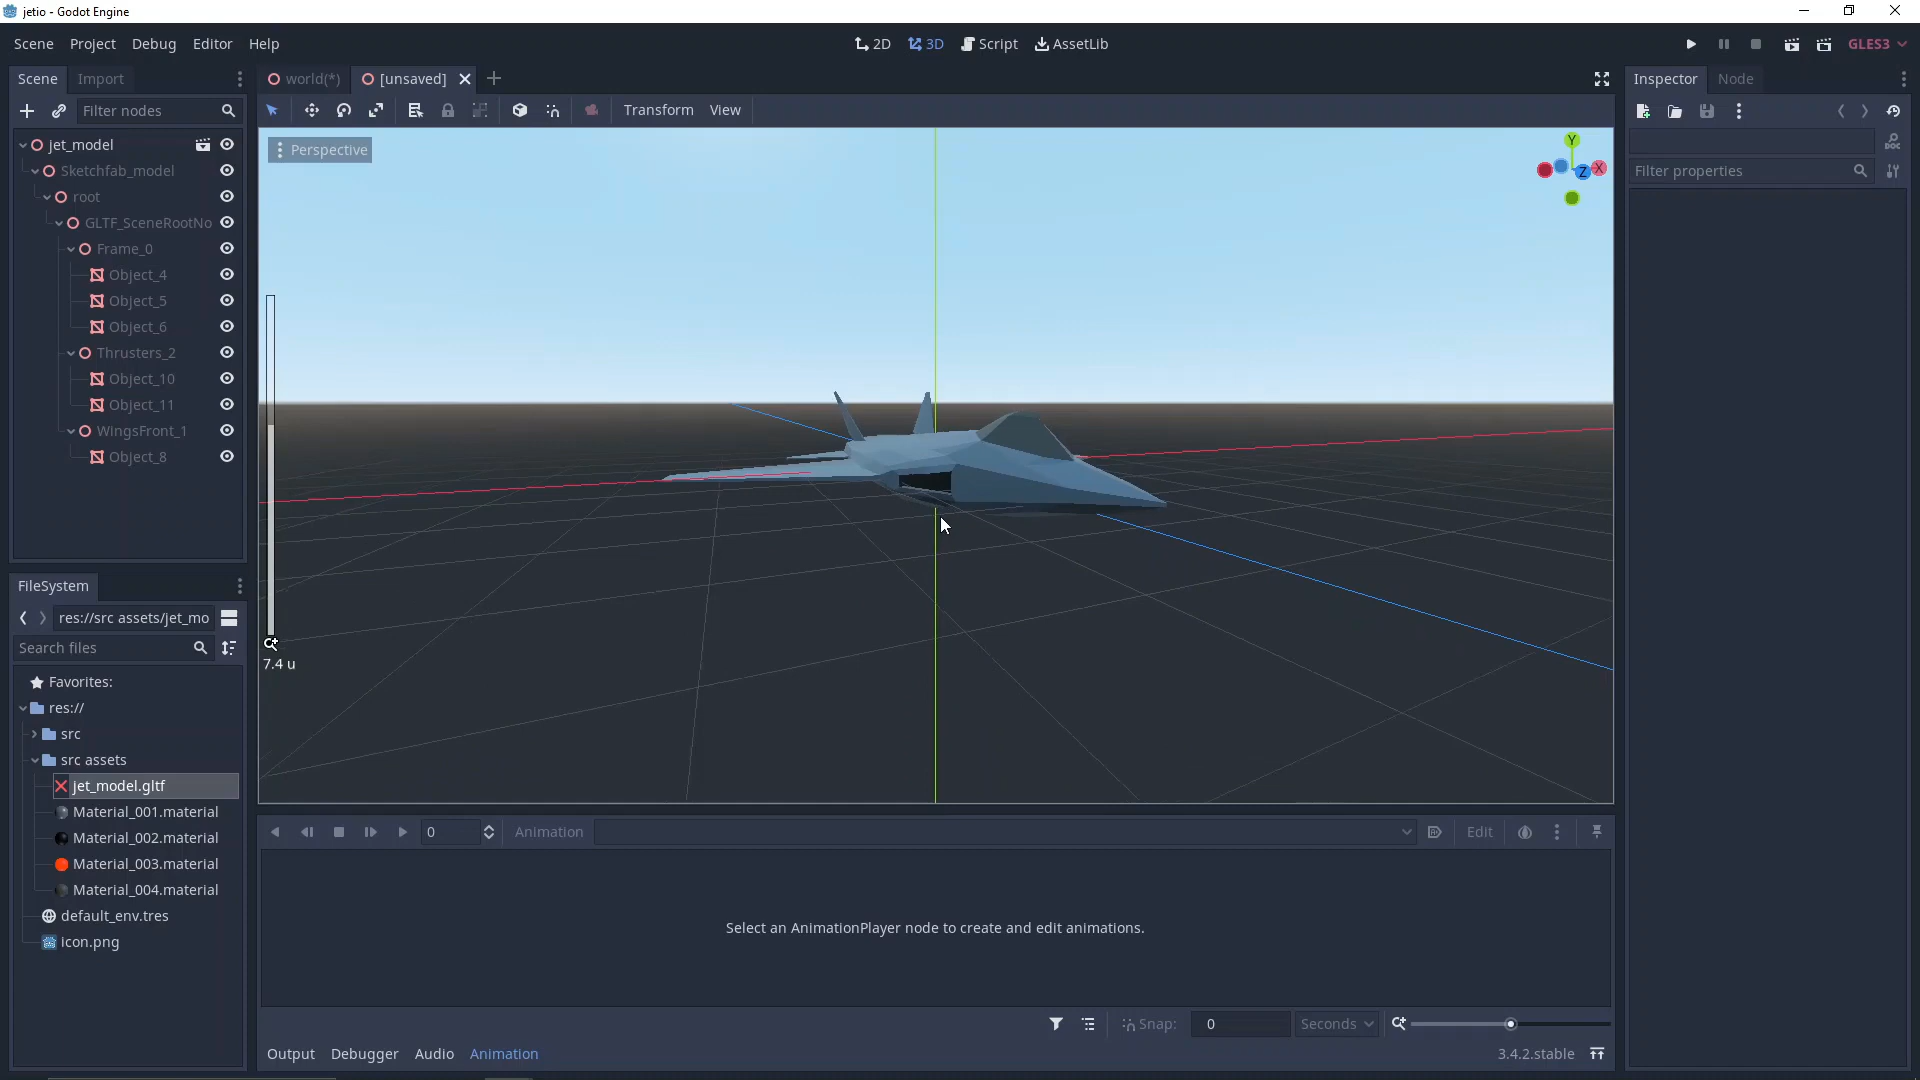 jetio - Godot Engine
Scene Project Debug Editor Help
2D 3D Script AssetLib
GLES3
Scene Import
Filter nodes
jet_model
Sketchfab_model
root
GLTF_SceneRootNo
Frame_0
Object_4
Object_5
Object_6
Thrusters_2
Object_10
Object_11
WingsFront_1
Object_8
FileSystem
res://src assets/jet_mo
Search files
Favorites:
res://
src
src assets
jet_model.gltf
Material_001.material
Material_002.material
Material_003.material
Material_004.material
default_env.tres
icon.png
world(*) [unsaved]
Transform View
Perspective
Y
Z X
7.4 u
0 Animation Edit
Select an AnimationPlayer node to create and edit animations.
Snap: 0 Seconds
Output Debugger Audio Animation 3.4.2.stable
Inspector Node
DOC
Filter properties